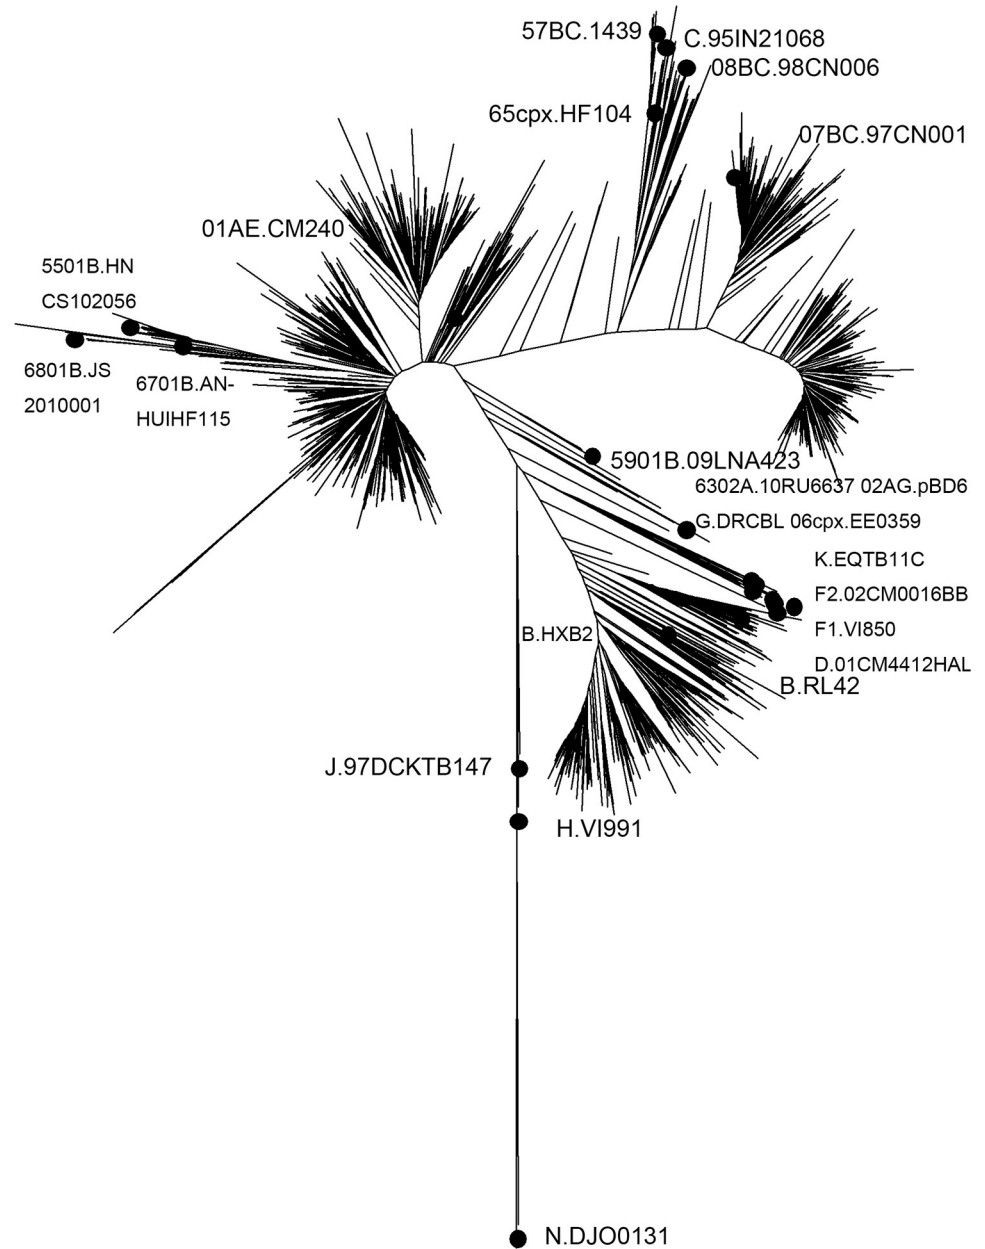 57BC.1439
C.95IN21068
08BC.98CN006
65cpx.HF104
07BC.97CN001
01AE.CM240
5501B.HN
CS102056
6801B.JS
2010001
6701B.AN-
HUIHF115
5901B.09LNA423
6302A.10RU6637 02AG.pBD6
G.DRCBL 06cpx.EE0359
K.EQTB11C
F2.02CM0016BB
F1.VI850
D.01CM4412HAL
B.HXB2
B.RL42
J.97DCKTB147
H.VI991
N.DJO0131